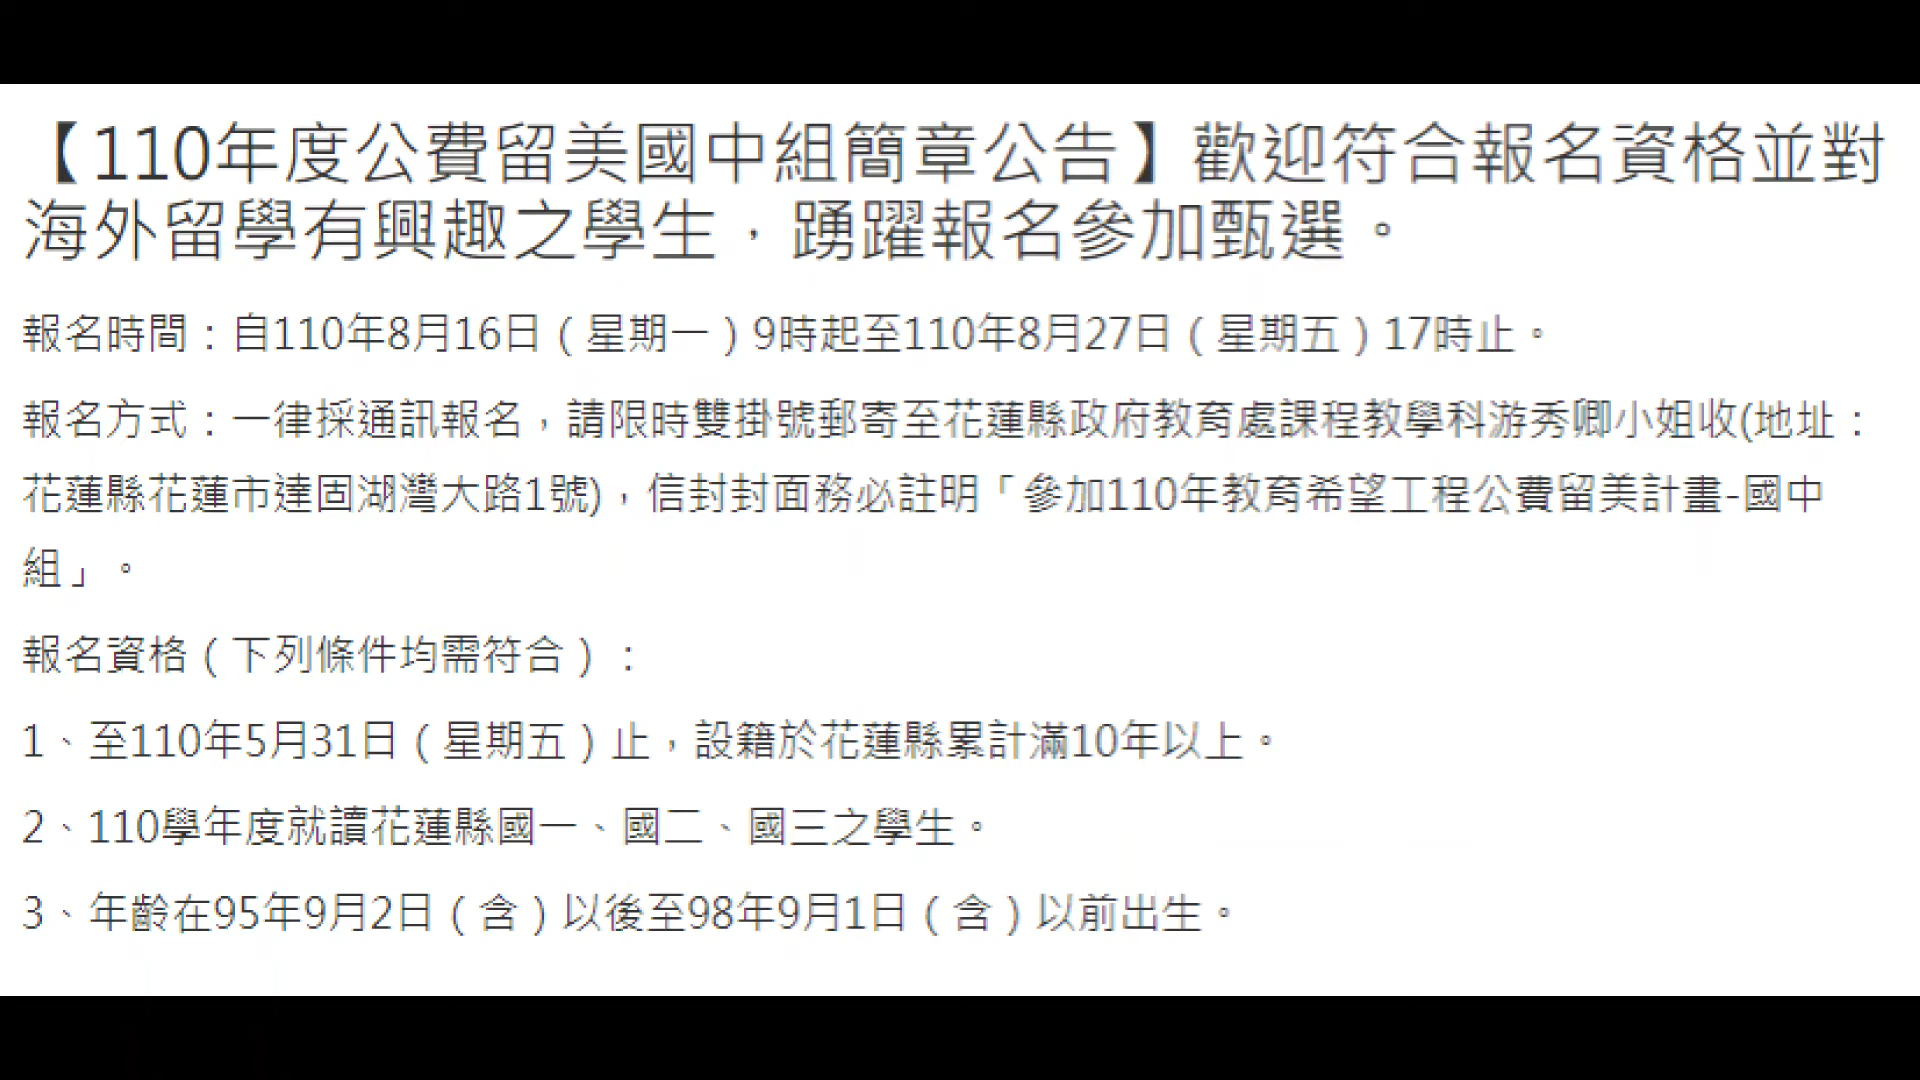 【110年度公費留美國中組簡章公告】歡迎符合報名資格並對
海外留學有興趣之學生，踴躍報名參加甄選。
報名時間：自110年8月16日（星期一）9時起至110年8月27日（星期五）17時止。
報名方式：一律採通訊報名，請限時雙掛號郵寄至花蓮縣政府教育處課程教學科游秀卿小姐收(地址：
花蓮縣花蓮市達固湖灣大路1號)，信封封面務必註明「參加110年教育希望工程公費留美計畫-國中
組」。
報名資格（下列條件均需符合）：
1、至110年5月31日（星期五）止，設籍於花蓮縣累計滿10年以上。
2、110學年度就讀花蓮縣國一、國二、國三之學生。
3、年齡在95年9月2日（含）以後至98年9月1日（含）以前出生。